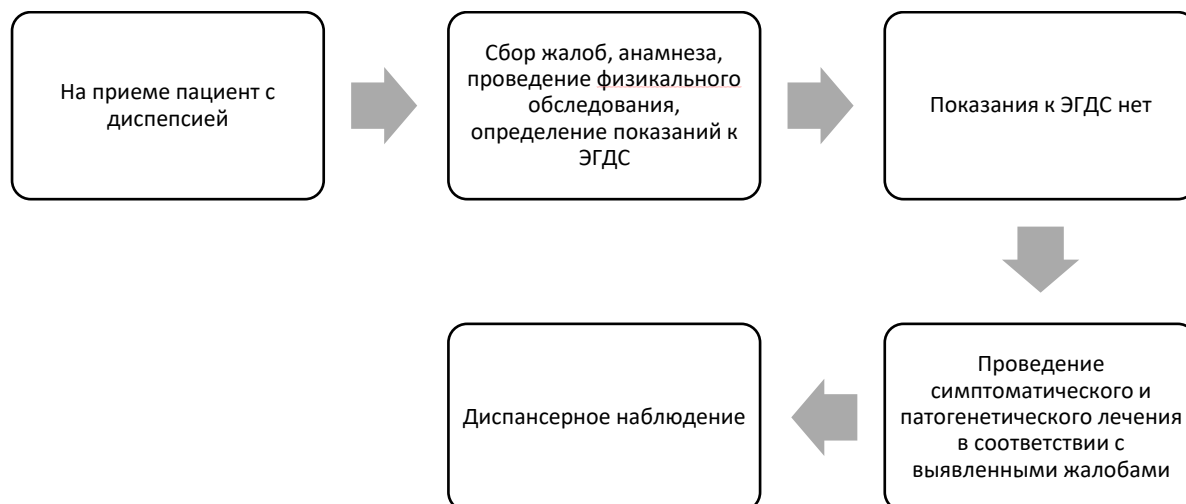 На приеме пациент с
диспепсией
Сбор жалоб, анамнеза,
проведение физикального
обследования,
определение показаний к
ЭГДС
Показания к ЭГДС нет
Проведение
симптоматического и
патогенетического лечения
в соответствии с
выявленными жалобами
Диспансерное наблюдение